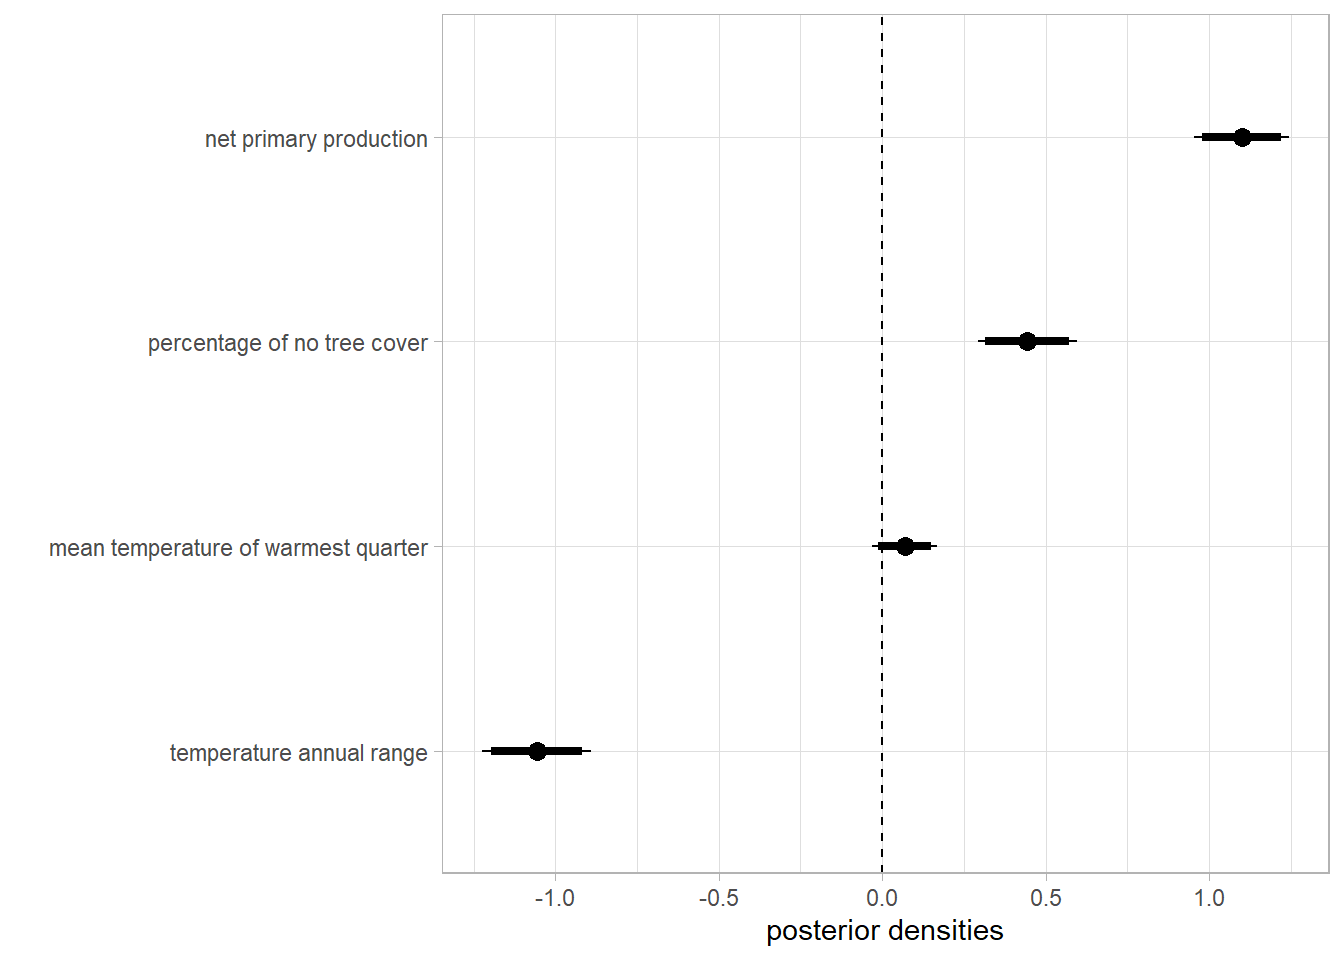 net primary production
percentage of no tree cover
mean temperature of warmest quarter
temperature annual range
-1.0 -0.5 0.0 0.5 1.0
posterior densities